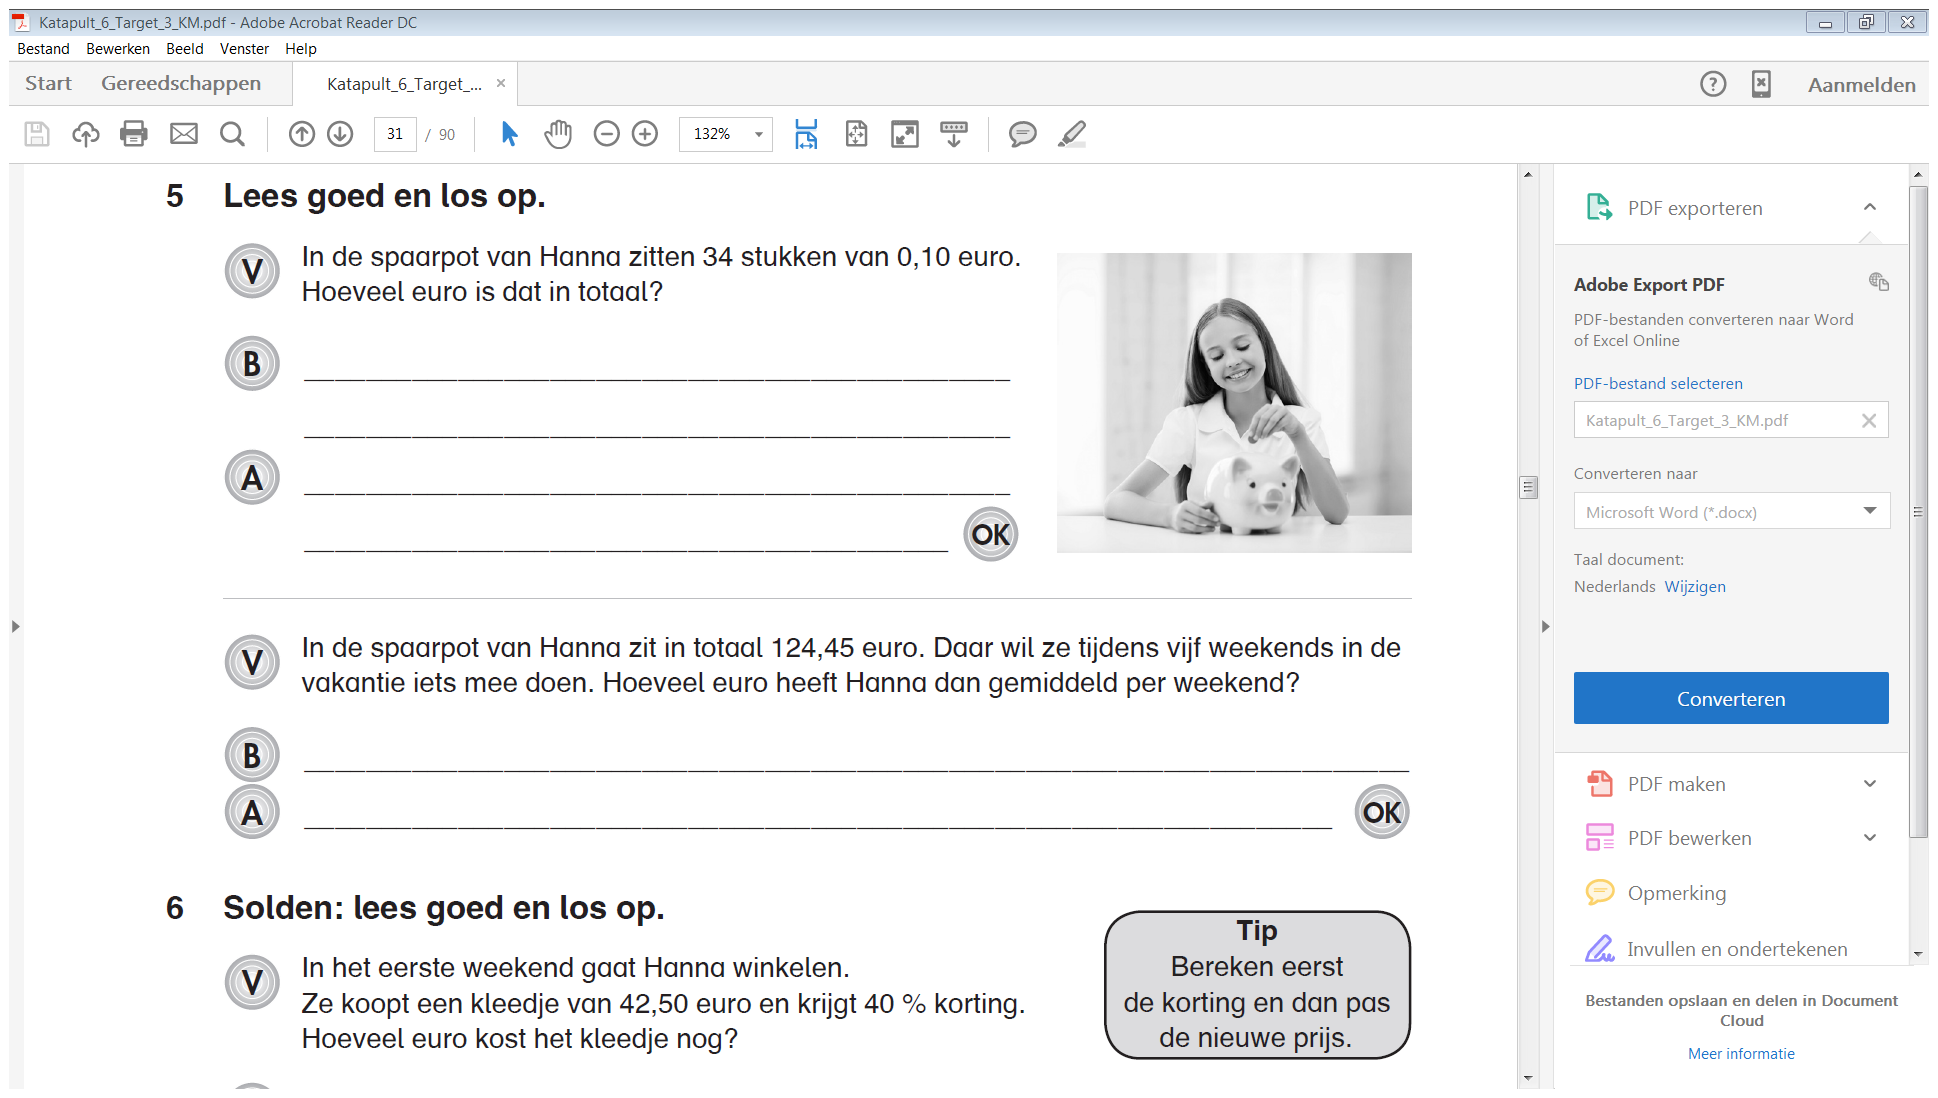 Katapult_6_Target_3_KM.pdf - Adobe Acrobat Reader DC
Bestand Bewerken Beeld Venster Help
Start Gereedschappen Katapult_6_Target_... Aanmelden
31 / 90 132%
5 Lees goed en los op.
V In de spaarpot van Hanna zitten 34 stukken van 0,10 euro.
Hoeveel euro is dat in totaal?
B
A
OK
V In de spaarpot van Hanna zit in totaal 124,45 euro. Daar wil ze tijdens vijf weekends in de
vakantie iets mee doen. Hoeveel euro heeft Hanna dan gemiddeld per weekend?
B
A
OK
6 Solden: lees goed en los op.
V In het eerste weekend gaat Hanna winkelen.
Ze koopt een kleedje van 42,50 euro en krijgt 40 % korting.
Hoeveel euro kost het kleedje nog?
Tip
Bereken eerst
de korting en dan pas
de nieuwe prijs.
PDF exporteren
Adobe Export PDF
PDF-bestanden converteren naar Word
of Excel Online
PDF-bestand selecteren
Katapult_6_Target_3_KM.pdf
Converteren naar
Microsoft Word (*.docx)
Taal document:
Nederlands Wijzigen
Converteren
PDF maken
PDF bewerken
Opmerking
Invullen en ondertekenen
Bestanden opslaan en delen in Document
Cloud
Meer informatie